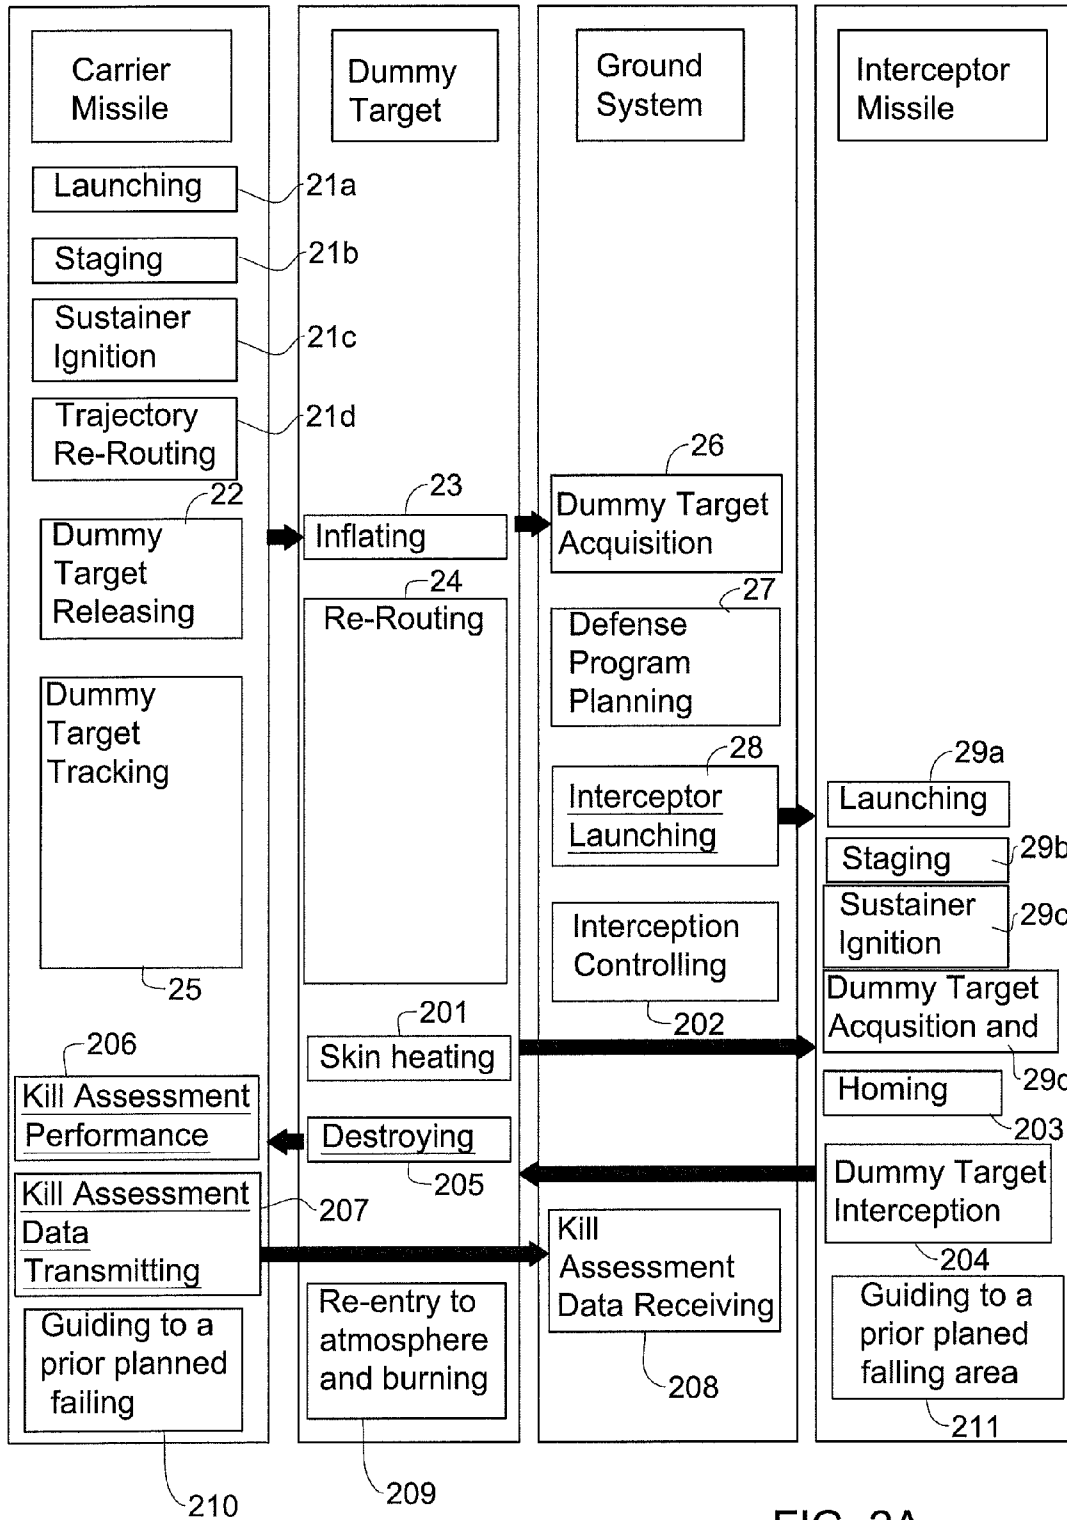 Carrier
Missile
Launching
21a
Staging
21b
Sustainer
Ignition
21c
Trajectory
Re-Routing
21d
22
Dummy
Target
Releasing
Dummy
Target
Tracking
25
206
Kill Assessment
Performance
Kill Assessment
Data
Transmitting
207
Guiding to a
prior planned
failing
210
Dummy
Target
23
Inflating
24
Re-Routing
201
Skin heating
Destroying
205
Re-entry to
atmosphere
and burning
209
Ground
System
26
Dummy Target
Acquisition
27
Defense
Program
Planning
28
Interceptor
Launching
Interception
Controlling
202
Kill
Assessment
Data Receiving
208
Interceptor
Missile
29a
Launching
Staging
29b
Sustainer
Ignition
29c
Dummy Target
Acqusition and
29d
Homing
203
Dummy Target
Interception
204
Guiding to a
prior planed
falling area
211